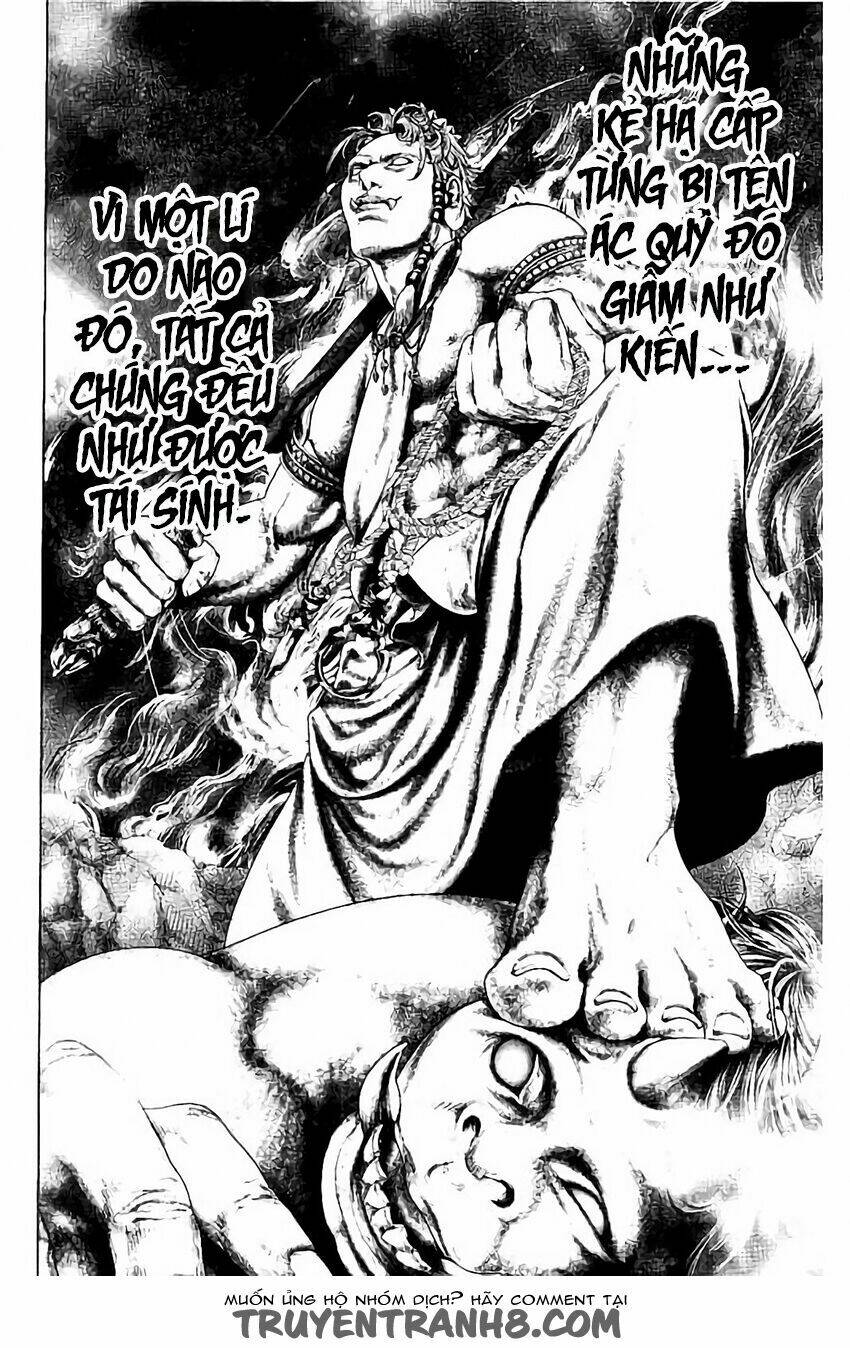 NHỮNG
KẺ HẠ CẤP
TỪNG BI TÊN
ÁC QUỶ ĐÓ
GIẪM NHƯ
KIẾN...
VÌ MỘT LÍ
DO NÀO
ĐÓ, TẤT CẢ
CHÚNG ĐỀU
NHƯ ĐƯỢC
TÁI SINH.
MUỐN ỦNG HỘ NHÓM DỊCH? HÃY COMMENT TẠI
TRUYENTRANH8.COM